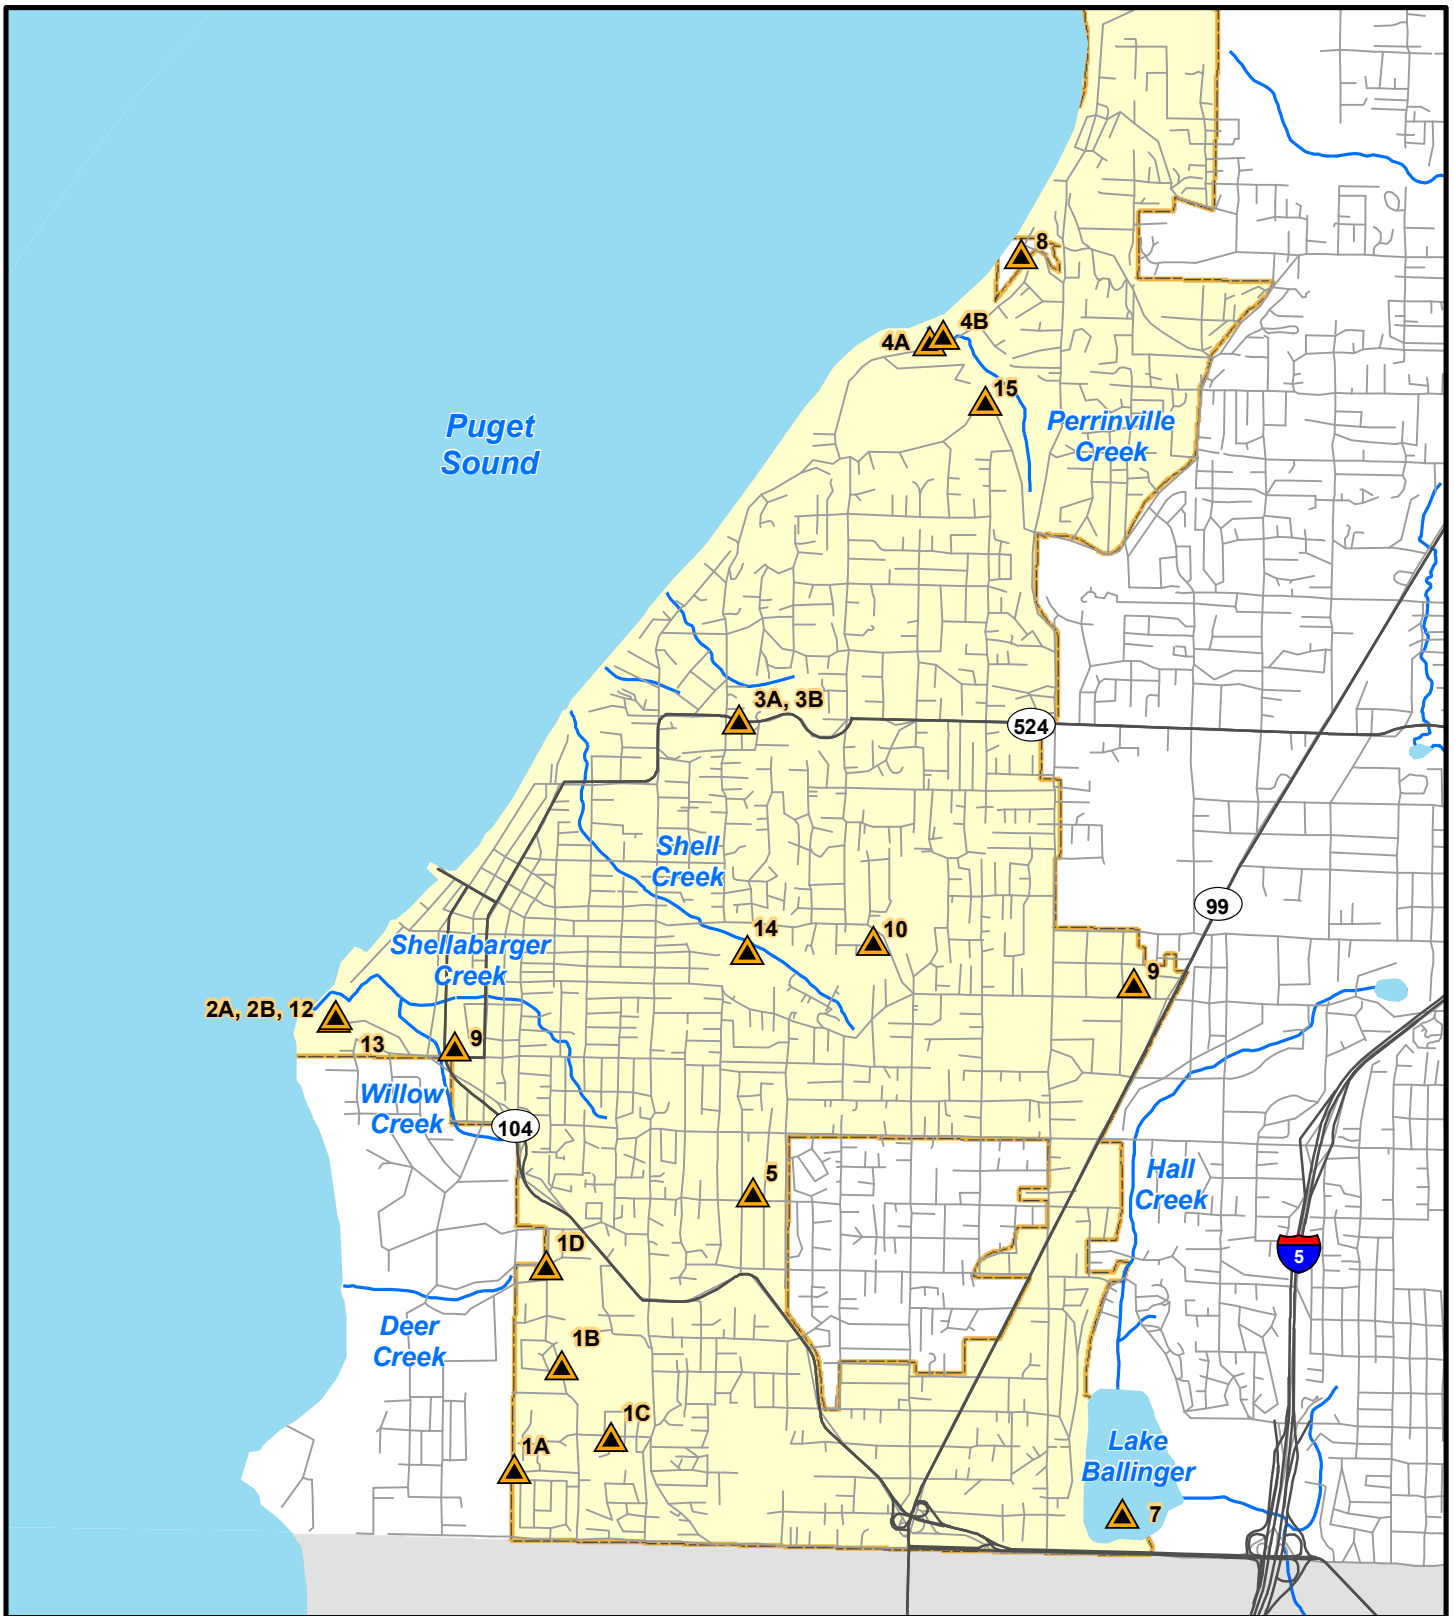 8
4B
4A
15
Perrinville
Creek
Puget
Sound
3A, 3B
524
Shell
Creek
99
14
10
Shellabarger
Creek
9
2A, 2B, 12
13
9
Willow
Creek
104
Hall
Creek
5
1D
5
Deer
Creek
1B
1C
1A
Lake
Ballinger
7